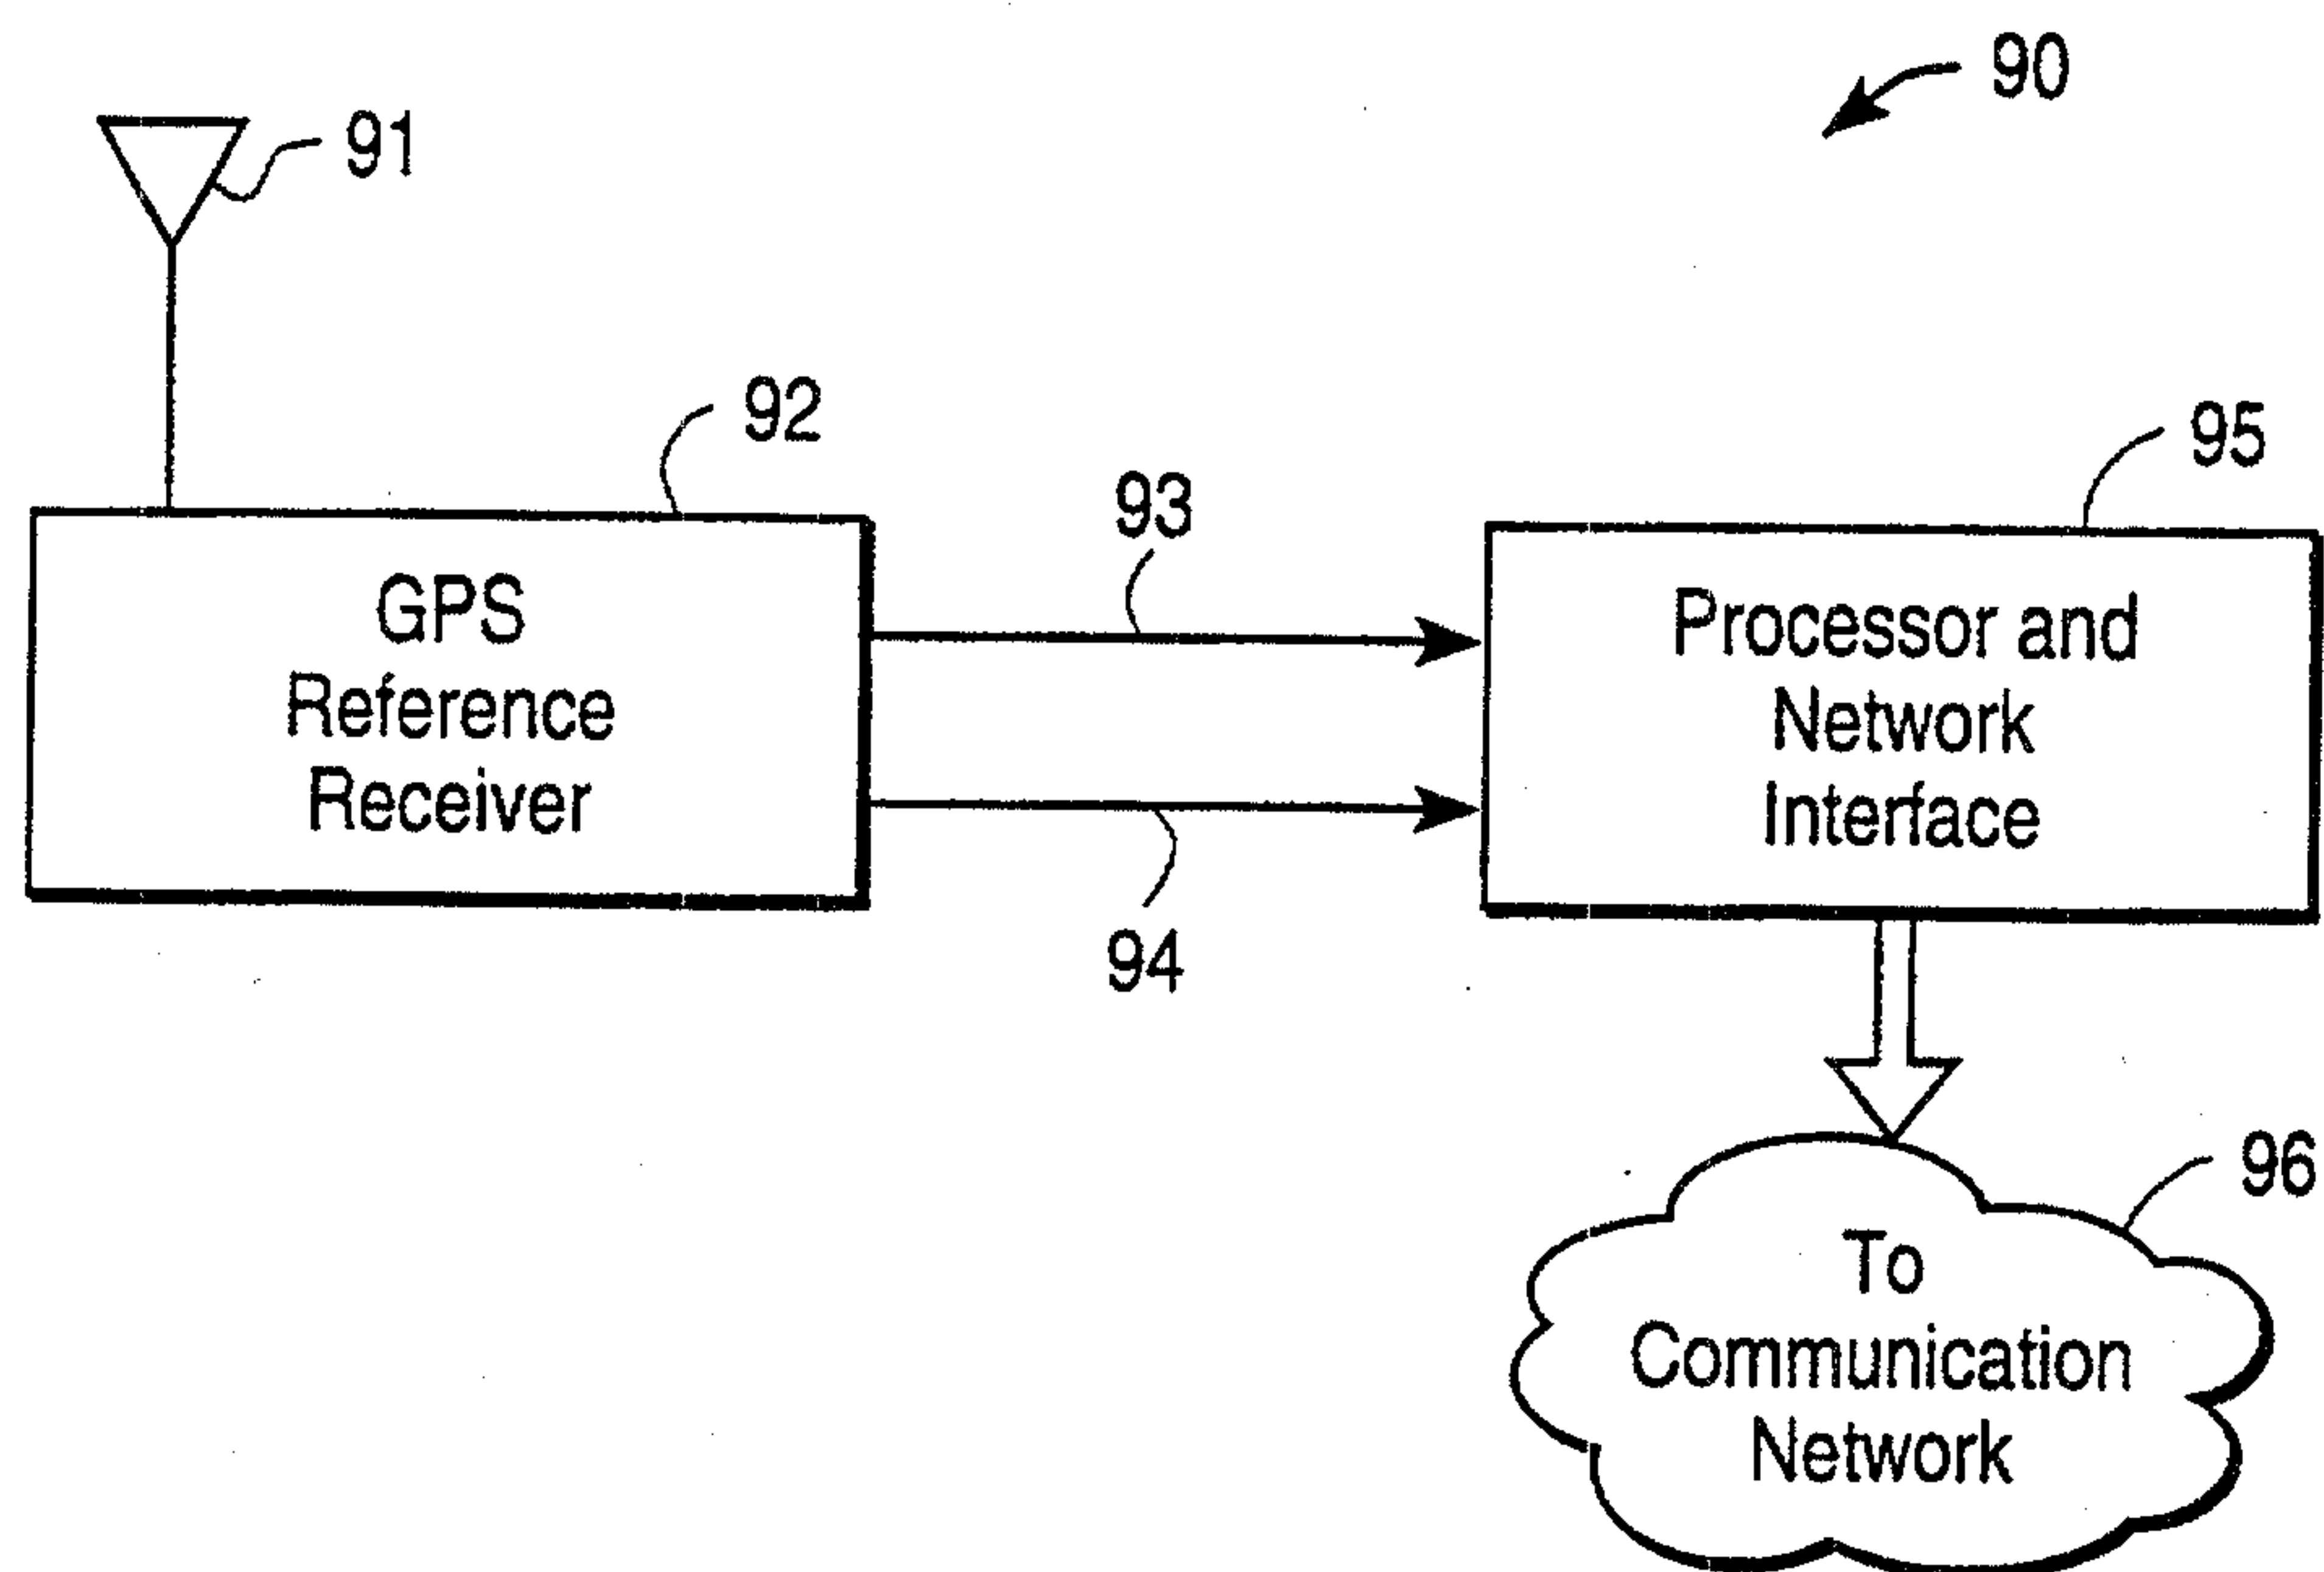 90
91
92
93
95
GPS
Reference
Receiver
Processor and
Network
Interface
94
96
To
Communication
Network